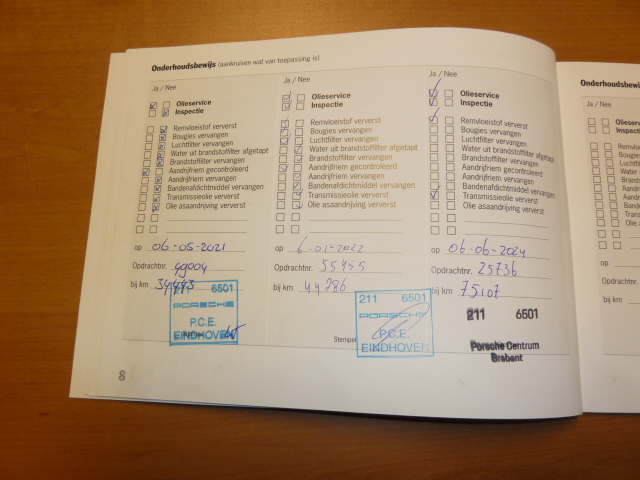 Onderhoudsbewijs (aankruisen wat van toepassing is)
Ja / Nee
Olieservice
Inspectie
Remvloeistof ververst
Bougies vervangen
Luchtfilter vervangen
Water uit brandstoffilter afgetapt
Brandstoffilter vervangen
Aandrijfriem gecontroleerd
Aandrijfriem vervangen
Bandenafdichtmiddel vervangen
Transmissieolie ververst
Olie asaandrijving ververst
op 06-05-2021
Opdrachtnr. 49004
bij km 34443
211 6501
PORSCHE
P.C.E.
EINDHOVEN
8
Ja / Nee
Olieservice
Inspectie
Remvloeistof ververst
Bougies vervangen
Luchtfilter vervangen
Water uit brandstoffilter afgetapt
Brandstoffilter vervangen
Aandrijfriem gecontroleerd
Aandrijfriem vervangen
Bandenafdichtmiddel vervangen
Transmissieolie ververst
Olie asaandrijving ververst
op 6-01-2022
Opdrachtnr. 55455
bij km 44786
Stempel
211 6501
PORSCHE
P.C.E.
EINDHOVEN
Ja / Nee
Olieservice
Inspectie
Remvloeistof ververst
Bougies vervangen
Luchtfilter vervangen
Water uit brandstoffilter afgetapt
Brandstoffilter vervangen
Aandrijfriem gecontroleerd
Aandrijfriem vervangen
Bandenafdichtmiddel vervangen
Transmissieolie ververst
Olie asaandrijving ververst
op 06-06-2024
Opdrachtnr. 25736
bij km 75107
211 6501
Porsche Centrum
Brabant
Ja / Nee